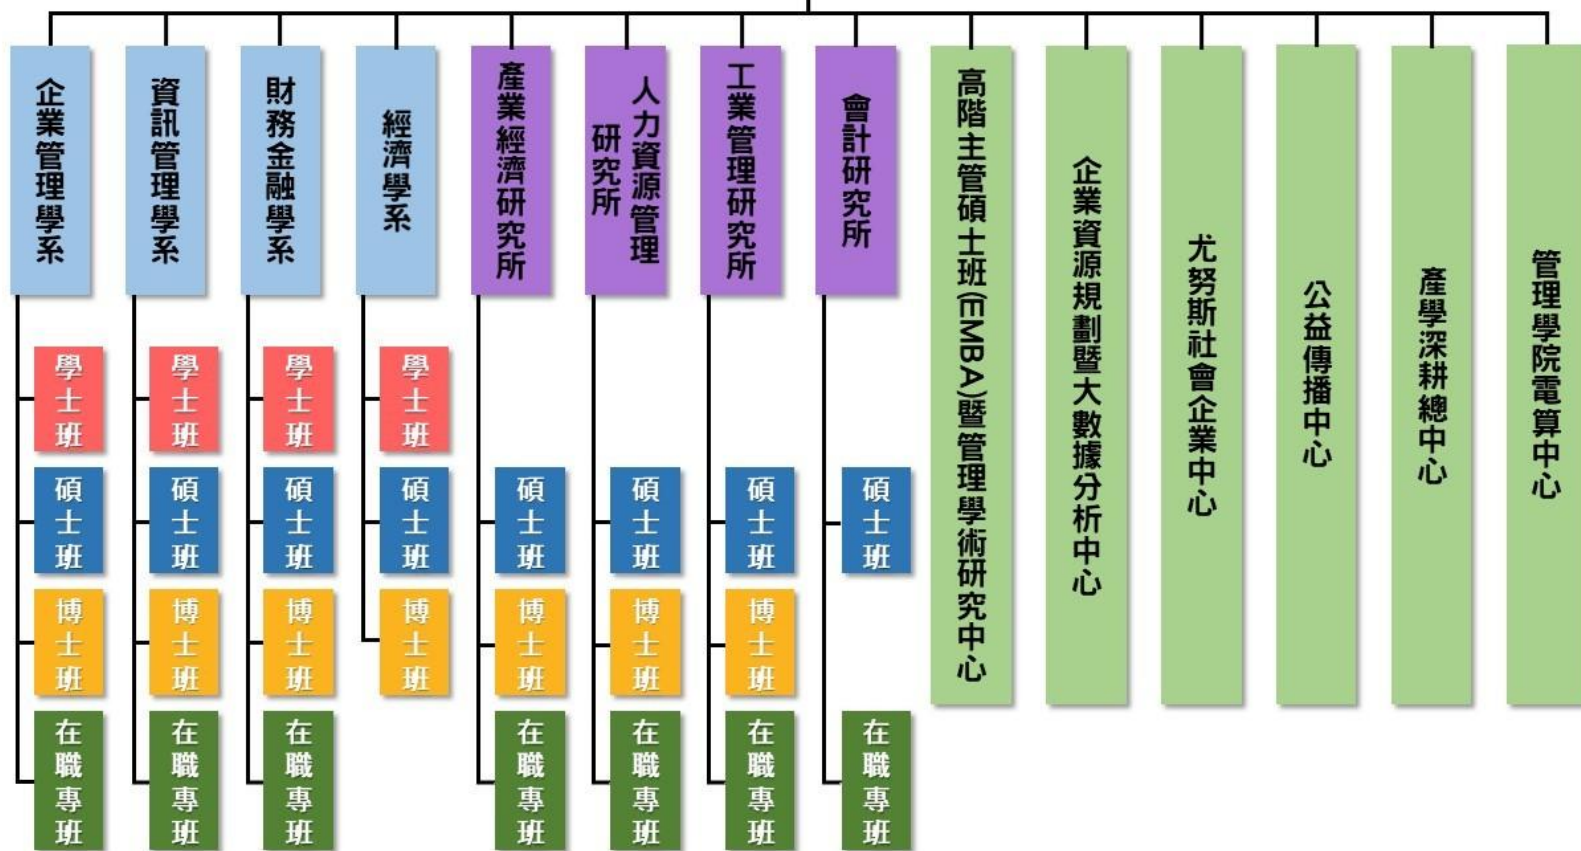 企業管理學系
學士班
碩士班
博士班
在職專班
資訊管理學系
學士班
碩士班
博士班
在職專班
財務金融學系
學士班
碩士班
博士班
在職專班
經濟學系
學士班
碩士班
博士班
產業經濟研究所
碩士班
博士班
在職專班
人力資源管理
研究所
碩士班
博士班
在職專班
工業管理研究所
碩士班
博士班
在職專班
會計研究所
碩士班
在職專班
高階主管碩士班(EMBA)暨管理學術研究中心
企業資源規劃暨大數據分析中心
尤努斯社會企業中心
公益傳播中心
產學深耕總中心
管理學院電算中心